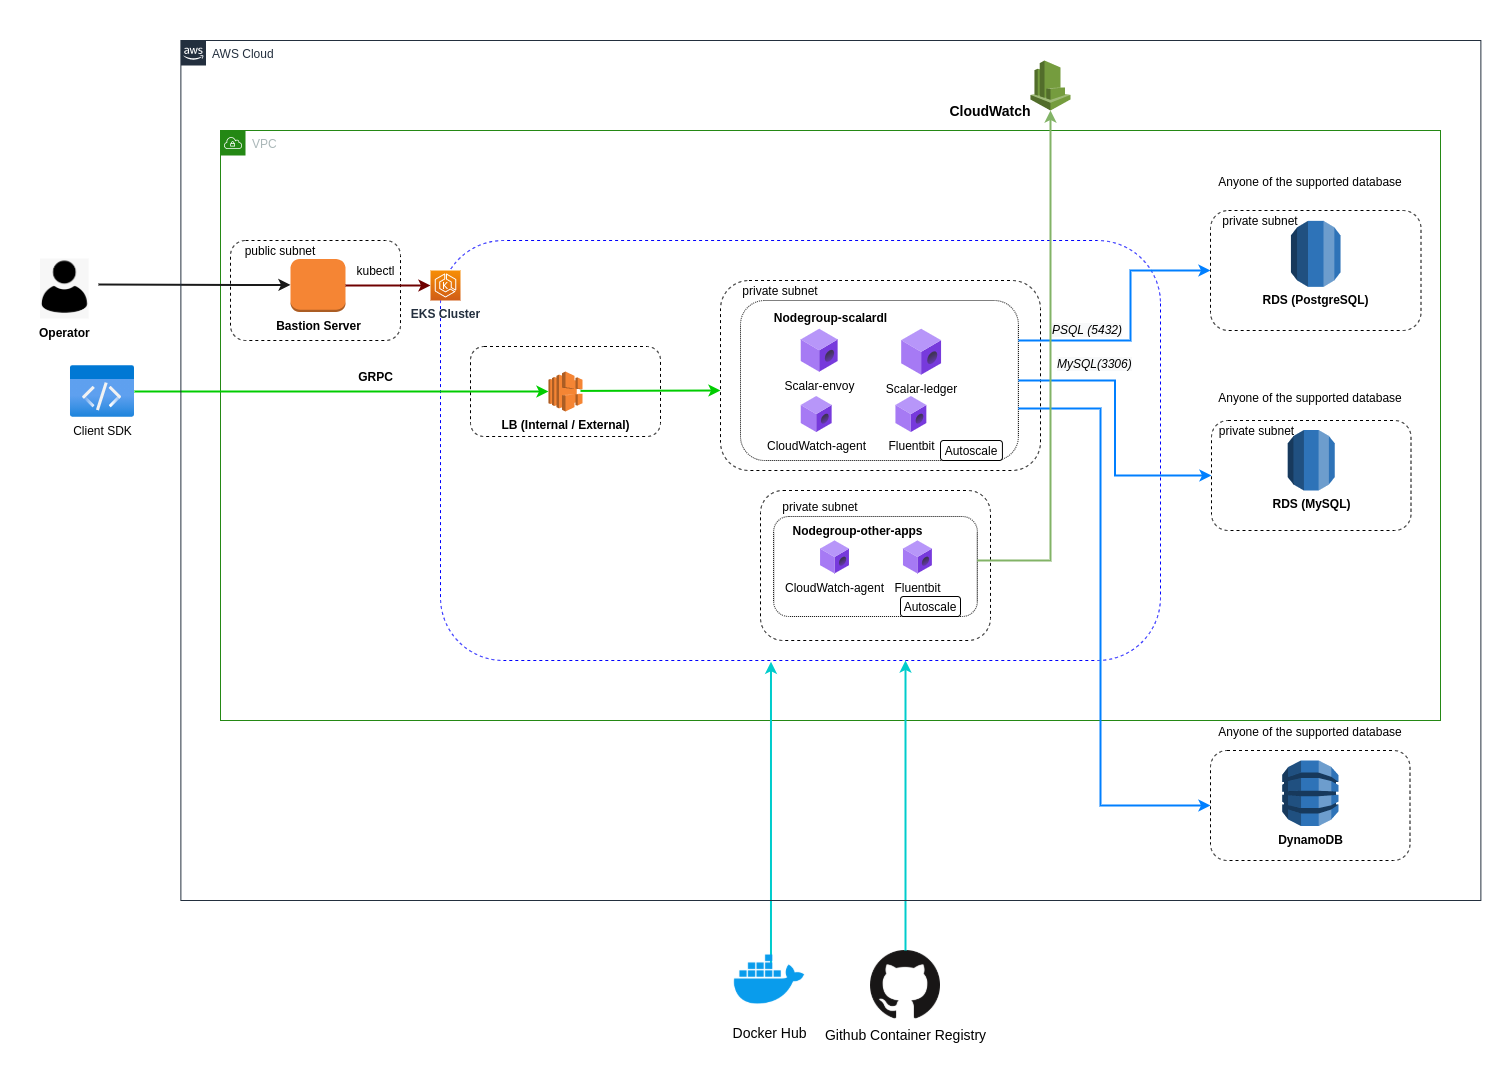 aws
AWS Cloud
CloudWatch
VPC
Anyone of the supported database
private subnet
RDS (PostgreSQL)
public subnet
kubectl
Bastion Server
EKS Cluster
Operator
private subnet
Nodegroup-scalardl
Scalar-envoy
Scalar-ledger
CloudWatch-agent
Fluentbit
Autoscale
PSQL (5432)
MySQL(3306)
GRPC
Client SDK
LB (Internal / External)
Anyone of the supported database
private subnet
RDS (MySQL)
private subnet
Nodegroup-other-apps
CloudWatch-agent
Fluentbit
Autoscale
Anyone of the supported database
DynamoDB
Docker Hub
Github Container Registry